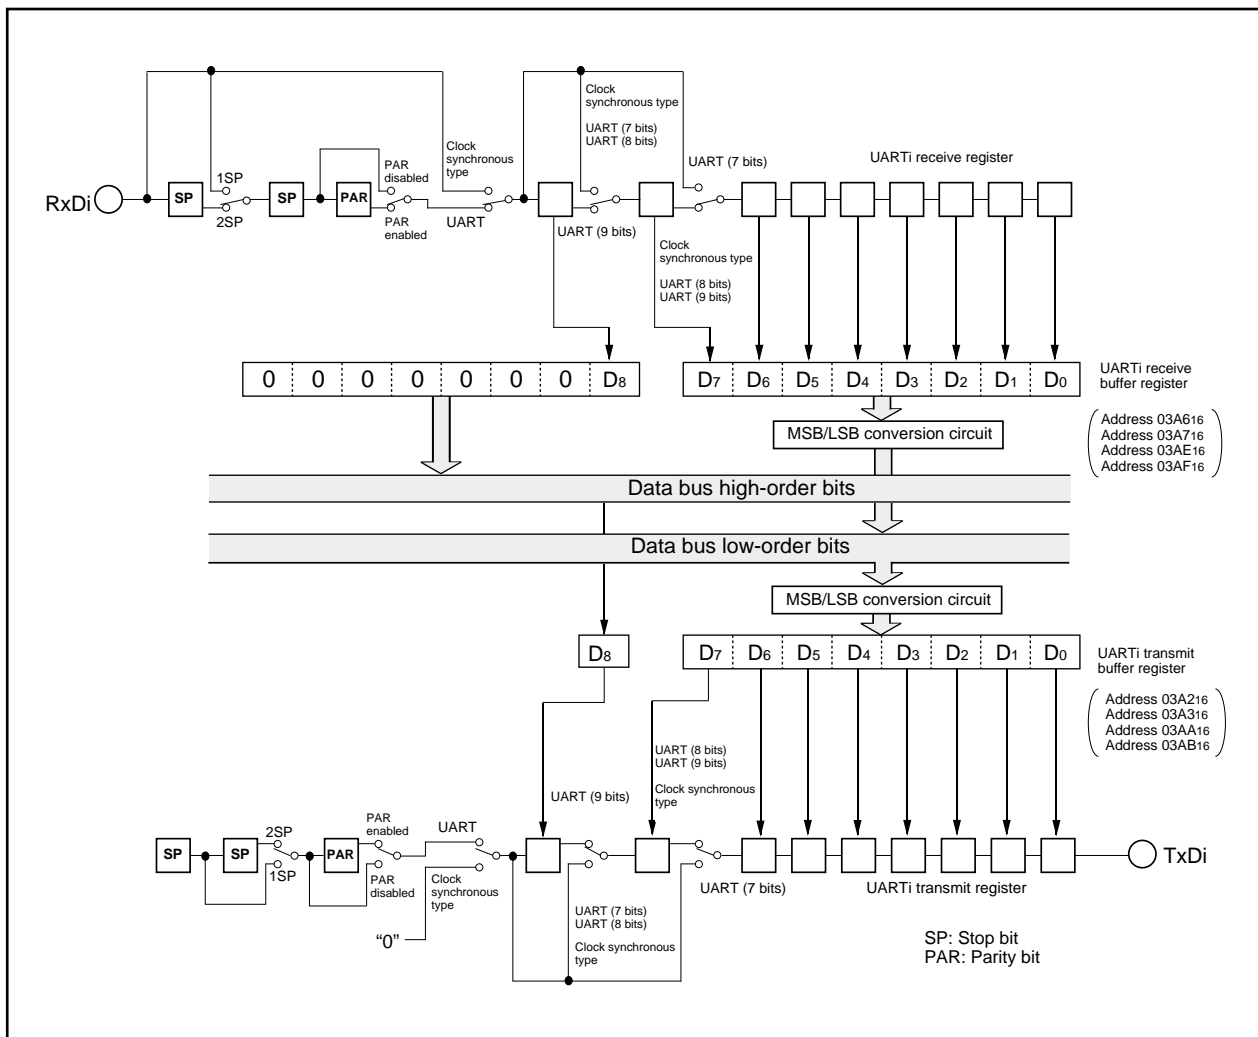 Clock
synchronous type
UART (7 bits)
UART (8 bits)
Clock
synchronous
type
PAR
disabled
UART (7 bits)
UARTi receive register
1SP
RxDi
SP
SP
PAR
2SP
PAR
enabled
UART
UART (9 bits)
Clock
synchronous type
UART (8 bits)
UART (9 bits)
0 0 0 0 0 0 0 D8
D7 D6 D5 D4 D3 D2 D1 D0
UARTi receive
buffer register
MSB/LSB conversion circuit
Address 03A616
Address 03A716
Address 03AE16
Address 03AF16
Data bus high-order bits
Data bus low-order bits
MSB/LSB conversion circuit
D8
D7 D6 D5 D4 D3 D2 D1 D0
UARTi transmit
buffer register
Address 03A216
Address 03A316
Address 03AA16
Address 03AB16
UART (8 bits)
UART (9 bits)
Clock synchronous
type
UART (9 bits)
2SP
PAR
enabled
UART
SP
SP
PAR
TxDi
1SP
PAR
disabled
Clock
synchronous
type
UART (7 bits)
UARTi transmit register
UART (7 bits)
UART (8 bits)
Clock synchronous
type
“0”
SP: Stop bit
PAR: Parity bit